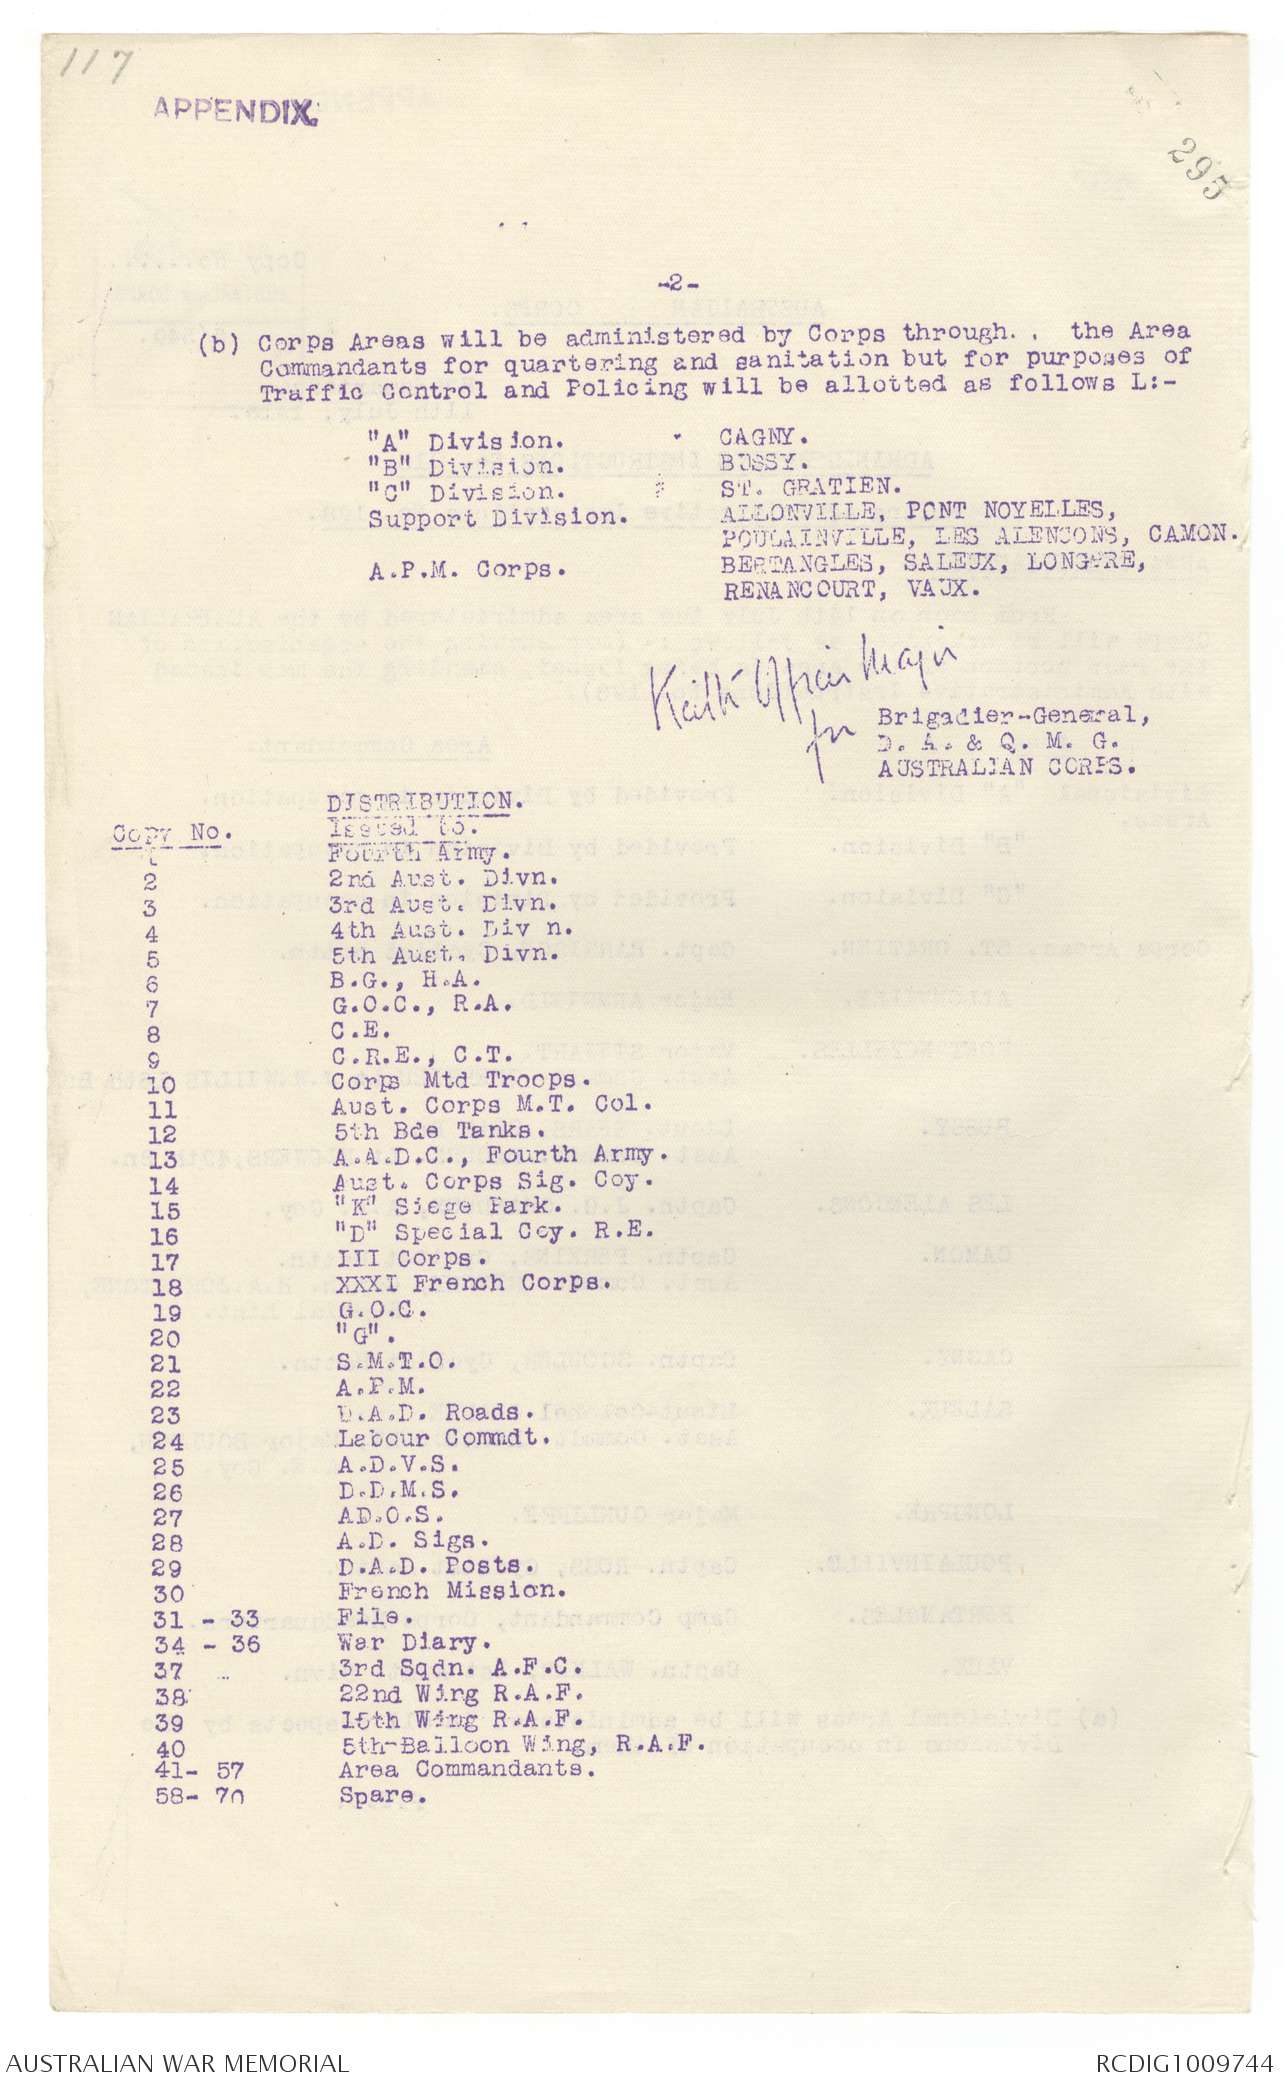 117
APPENDIX.
295
-2-
(b) Corps Areas will be administered by Corps through. . the Area
Commandants for quartering and sanitation but for purposes of
Traffic Control and Policing will be allotted as follows L:-
"A" Division. CAGNY.
"B" Division. BUSSY.
"C" Division. ST. GRATIEN.
Support Division. ALLONVILLE, PONT NOYELLES,
POULAINVILLE, LES ALENCONS, CAMON.
A.P.M. Corps. BERTANGLES, SALEUX, LONGPRE,
RENANCOURT, VAUX.
Keith Officer Major
for Brigadier-General,
D. A. & Q. M. G.
AUSTRALIAN CORPS.
DISTRIBUTION.
Copy No. Issued to.
1 Fourth Army.
2 2nd Aust. Divn.
3 3rd Aust. Divn.
4 4th Aust. Div n.
5 5th Aust. Divn.
6 B.G., H.A.
7 G.O.C., R.A.
8 C.E.
9 C.R.E., C.T.
10 Corps Mtd Troops.
11 Aust. Corps M.T. Col.
12 5th Bde Tanks.
13 A.A.D.C., Fourth Army.
14 Aust. Corps Sig. Coy.
15 "K" Siege Park.
16 "D" Special Coy. R.E.
17 III Corps.
18 XXXI French Corps.
19 G.O.C.
20 "G".
21 S.M.T.O.
22 A.P.M.
23 D.A.D. Roads.
24 Labour Commdt.
25 A.D.V.S.
26 D.D.M.S.
27 AD.O.S.
28 A.D. Sigs.
29 D.A.D. Posts.
30 French Mission.
31 - 33 File.
34 - 36 War Diary.
37 3rd Sqdn. A.F.C.
38 22nd Wing R.A.F.
39 15th Wing R.A.F.
40 5th-Balloon Wing, R.A.F.
41- 57 Area Commandants.
58- 70 Spare.
AUSTRALIAN WAR MEMORIAL RCDIG1009744